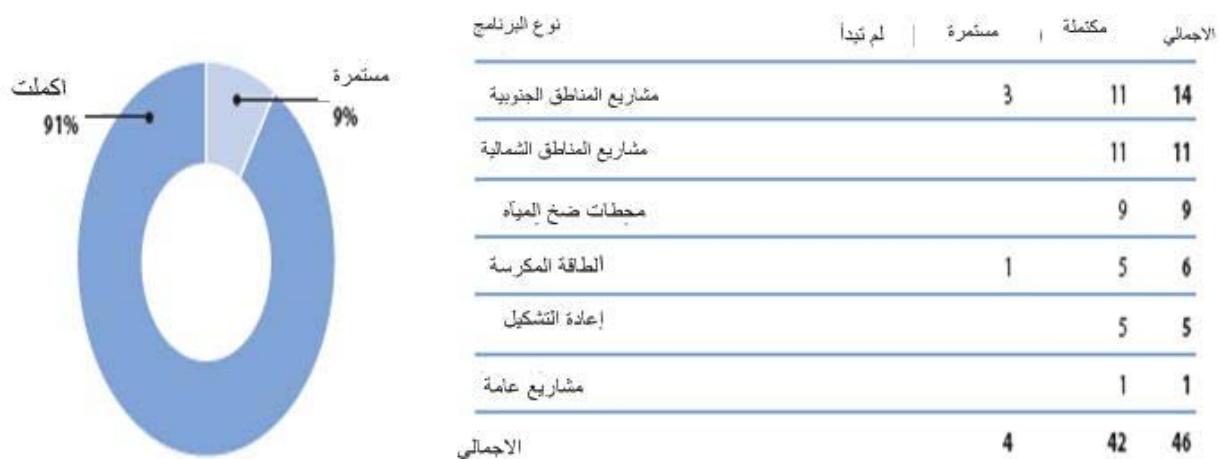 مستمرة
9%
اكملت
91%
نوع البرنامج | لم تبدأ | مستمرة | مكتملة | الاجمالي
مشاريع المناطق الجنوبية 3 11 14
مشاريع المناطق الشمالية 11 11
محطات ضخ المياه 9 9
الطاقة المكرسة 1 5 6
إعادة التشكيل 5 5
مشاريع عامة 1 1
الاجمالي 4 42 46